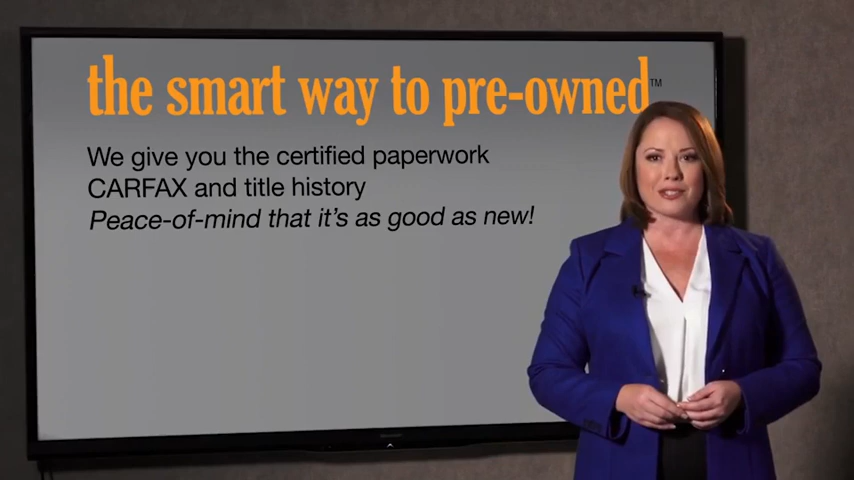 the smart way to pre-owned™
We give you the certified paperwork
CARFAX and title history
Peace-of-mind that it's as good as new!